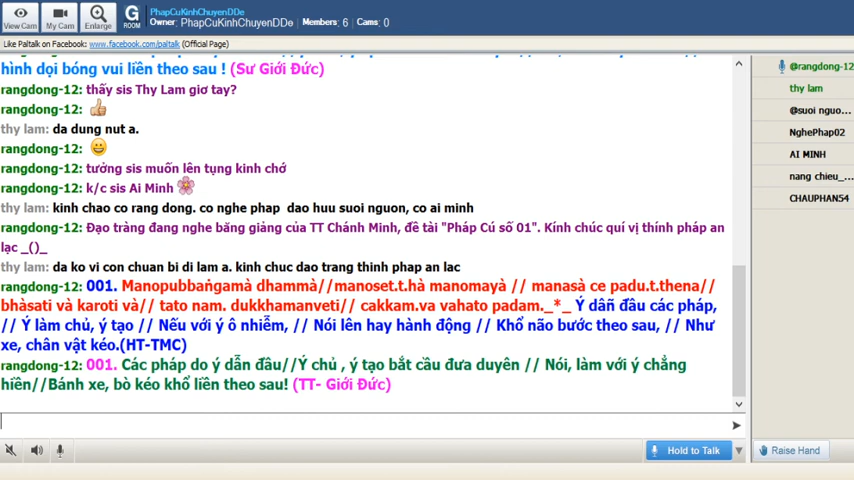 PhapCuKinhChuyenDDe
Owner: PhapCuKinhChuyenDDe Members: 6 Cams: 0
View Cam My Cam Enlarge G ROOM
Like Paltalk on Facebook: www.facebook.com/paltalk (Official Page)
hình dọi bóng vui liền theo sau ! (Sư Giới Đức)
rangdong-12: thấy sis Thy Lam giơ tay?
rangdong-12:
thy lam: da dung nut a.
rangdong-12:
rangdong-12: tưởng sis muốn lên tụng kinh chớ
rangdong-12: k/c sis Ai Minh
thy lam: kinh chao co rang dong. co nghe phap dao huu suoi nguon, co ai minh
rangdong-12: Đạo tràng đang nghe băng giảng của TT Chánh Minh, đề tài "Pháp Cú số 01". Kính chúc quí vị thính pháp an
lạc _()_
thy lam: da ko vi con chuan bi di lam a. kinh chuc dao trang thinh phap an lac
rangdong-12: 001. Manopubbaṅgamà dhammà//manoset.t.hà manomayà // manasà ce padu.t.thena//
bhàsati và karoti và// tato nam. dukkhamanveti// cakkam.va vahato padam._*_ Ý dẫn đầu các pháp,
// Ý làm chủ, ý tạo // Nếu với ý ô nhiễm, // Nói lên hay hành động // Khổ não bước theo sau, // Như
xe, chân vật kéo.(HT-TMC)
rangdong-12: 001. Các pháp do ý dẫn đầu//Ý chủ , ý tạo bắt cầu đưa duyên // Nói, làm với ý chẳng
hiền//Bánh xe, bò kéo khổ liền theo sau! (TT- Giới Đức)
Hold to Talk
Raise Hand
@rangdong-12
thy lam
@suoi nguo...
NghePhap02
AI MINH
nang chieu_...
CHAUPHAN54